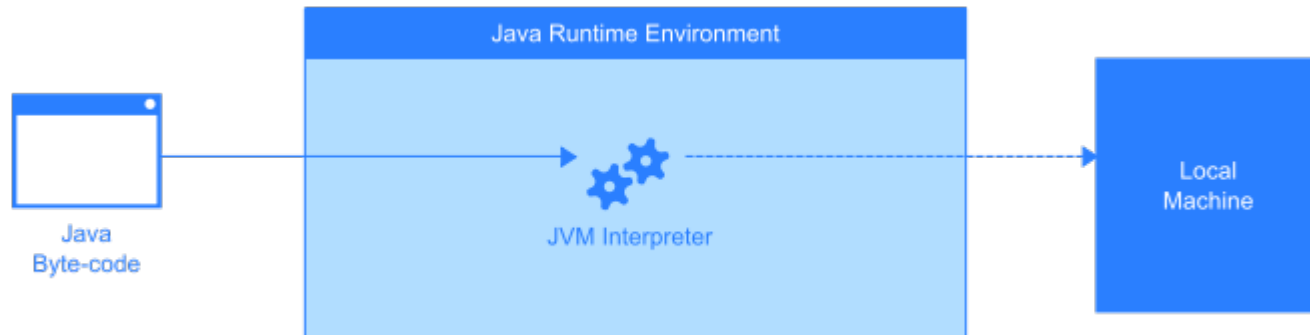 Java Runtime Environment
Java
Byte-code
JVM Interpreter
Local
Machine